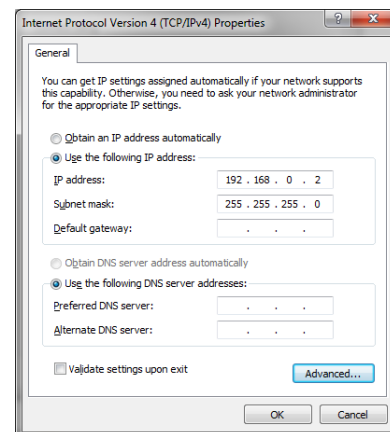 Internet Protocol Version 4 (TCP/IPv4) Properties
General
You can get IP settings assigned automatically if your network supports
this capability. Otherwise, you need to ask your network administrator
for the appropriate IP settings.
Obtain an IP address automatically
Use the following IP address:
IP address: 192 . 168 . 0 . 2
Subnet mask: 255 . 255 . 255 . 0
Default gateway: . . .
Obtain DNS server address automatically
Use the following DNS server addresses:
Preferred DNS server: . . .
Alternate DNS server: . . .
Validate settings upon exit
Advanced...
OK Cancel